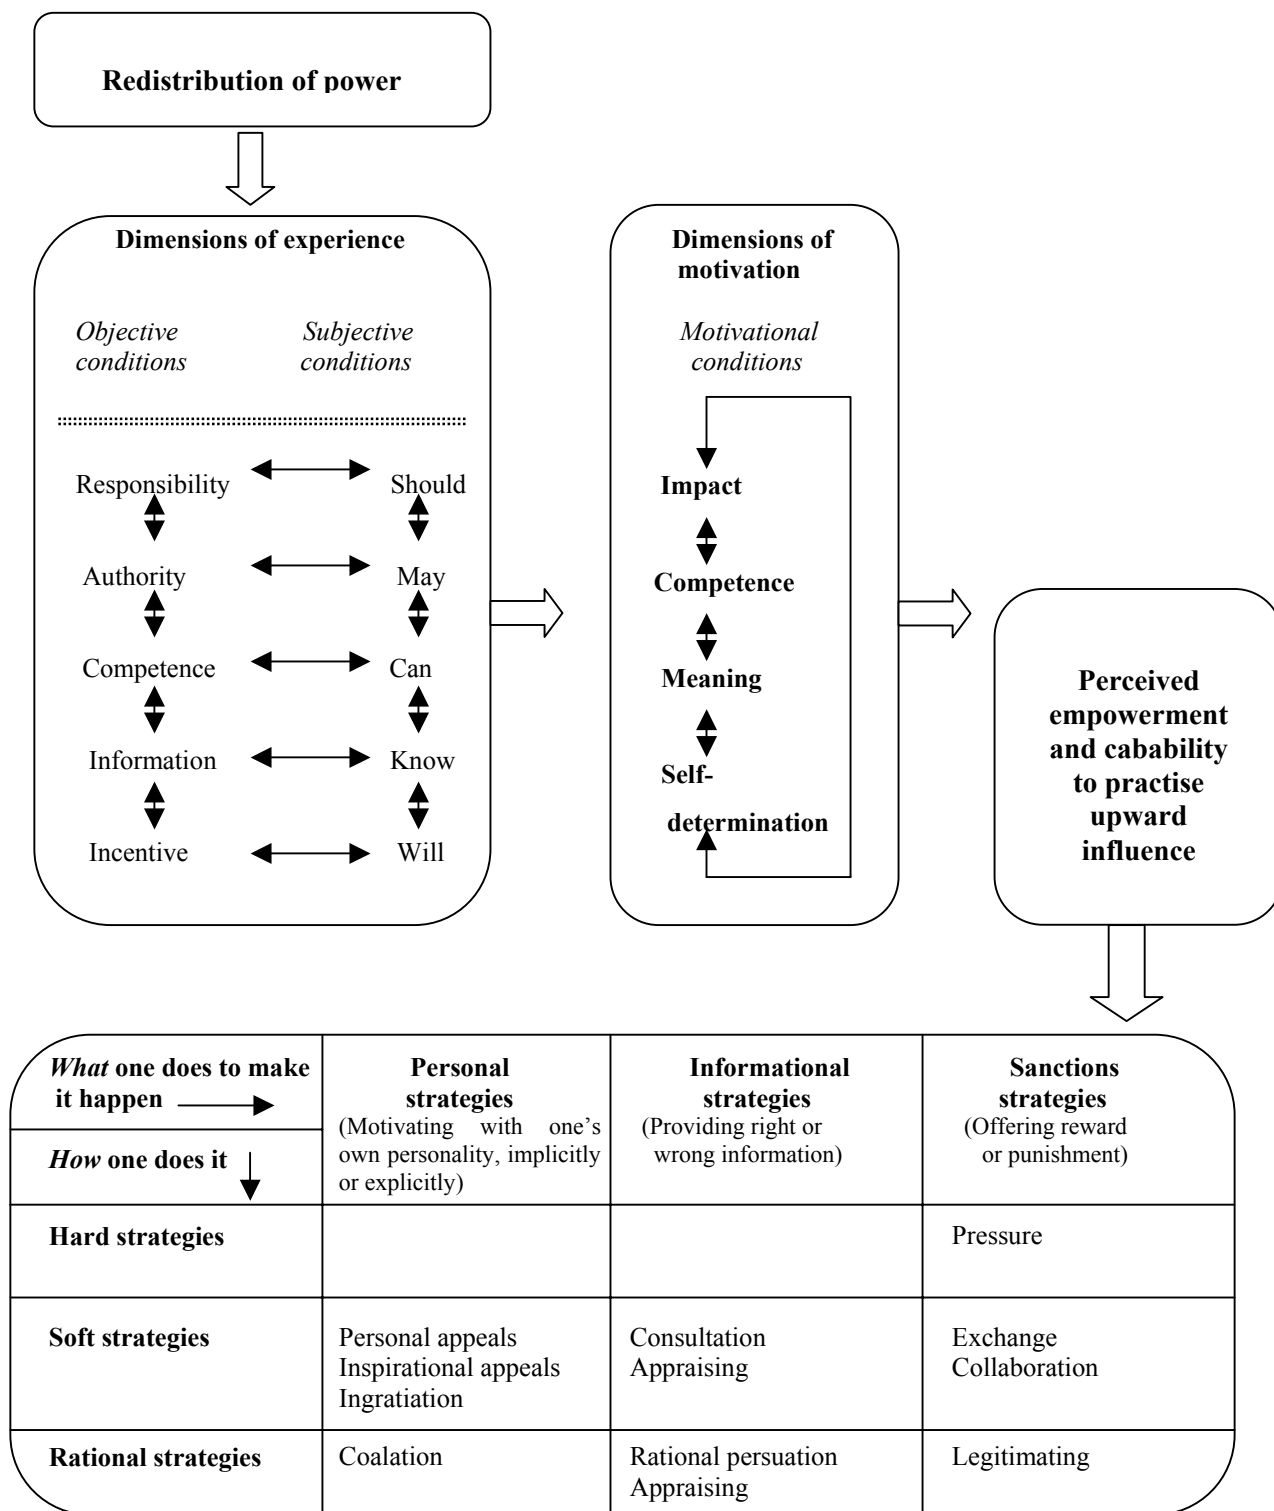 Redistribution of power
Dimensions of experience
Objective conditions
Subjective conditions
Responsibility Should
Authority May
Competence Can
Information Know
Incentive Will
Dimensions of
motivation
Motivational
conditions
Impact
Competence
Meaning
Self-
determination
Perceived
empowerment
and cabability
to practise
upward
influence
What one does to make
it happen
How one does it
Personal
strategies
(Motivating with one's
own personality, implicitly
or explicitly)
Informational
strategies
(Providing right or
wrong information)
Sanctions
strategies
(Offering reward
or punishment)
Hard strategies
Pressure
Soft strategies
Personal appeals
Inspirational appeals
Ingratiation
Consultation
Appraising
Exchange
Collaboration
Rational strategies
Coalation
Rational persuation
Appraising
Legitimating